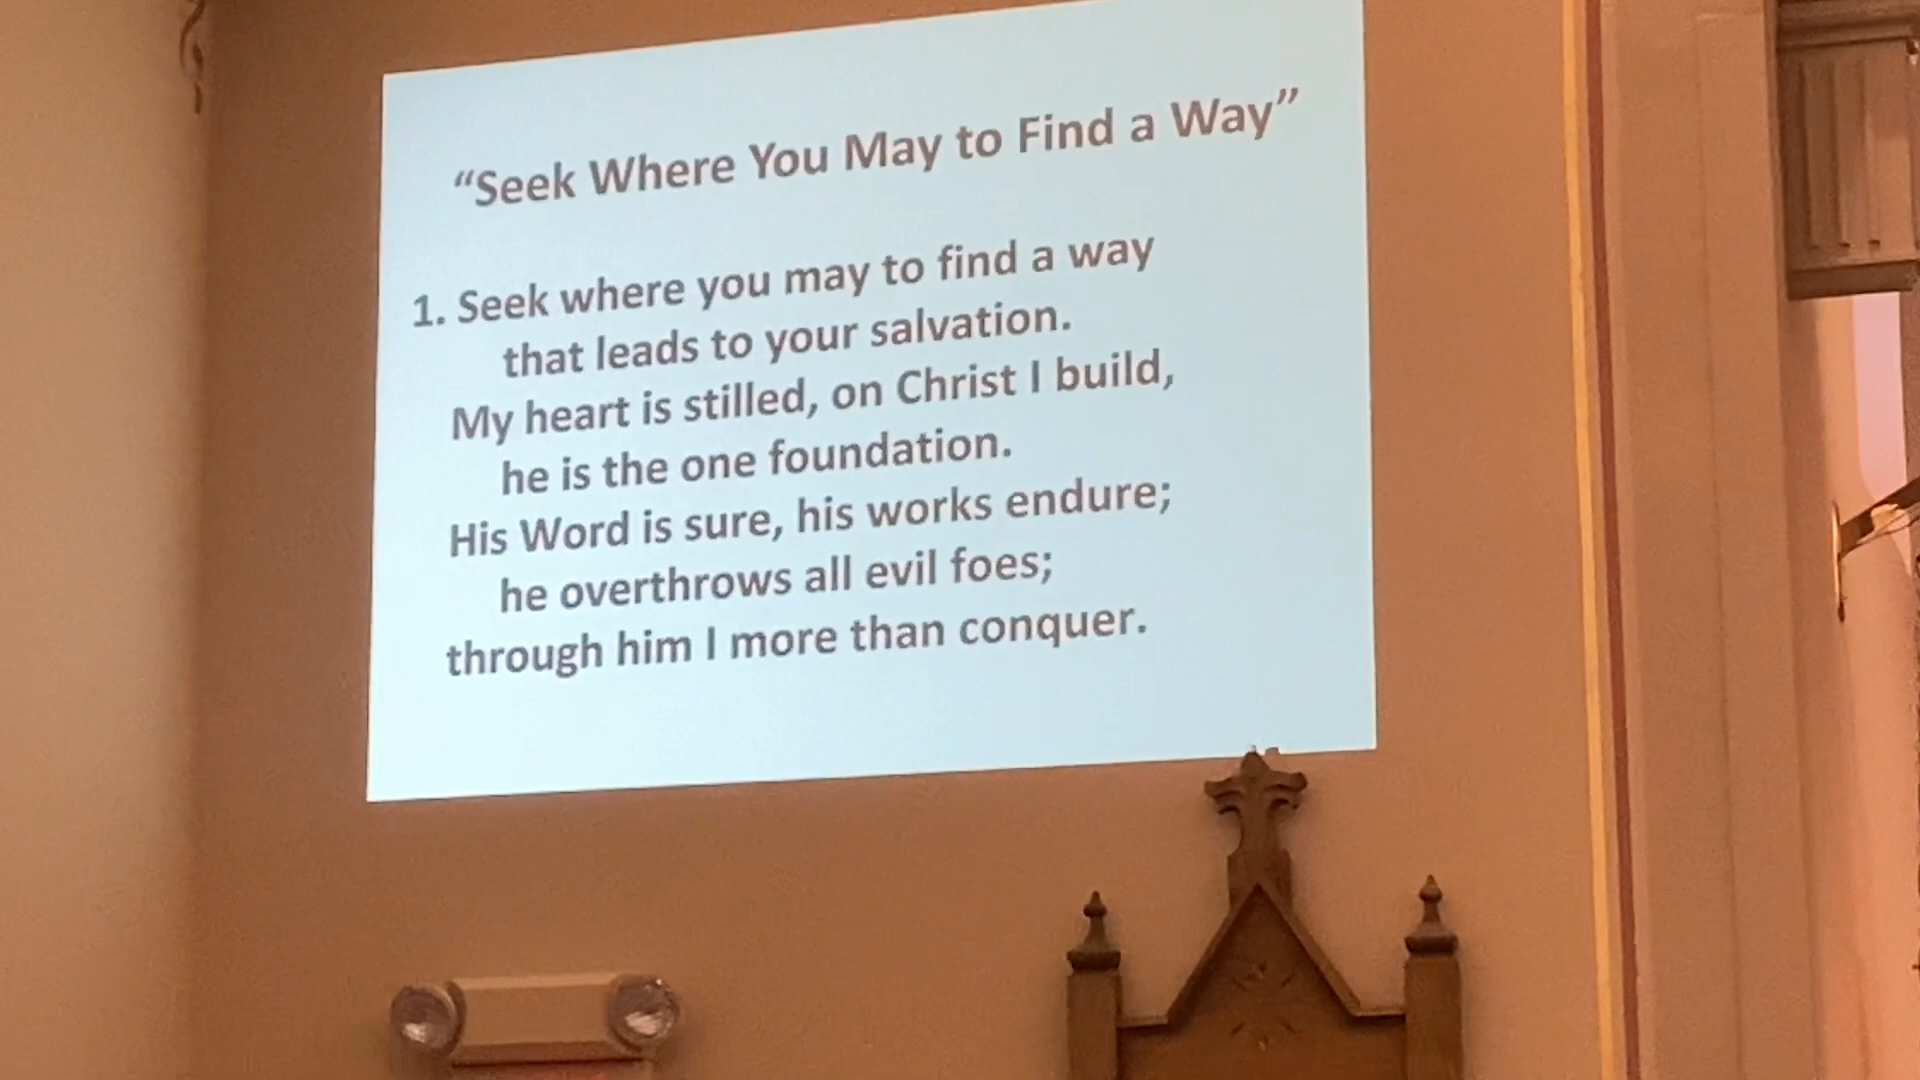 “Seek Where You May to Find a Way”
1. Seek where you may to find a way
that leads to your salvation.
My heart is stilled, on Christ I build,
he is the one foundation.
His Word is sure, his works endure;
he overthrows all evil foes;
through him I more than conquer.